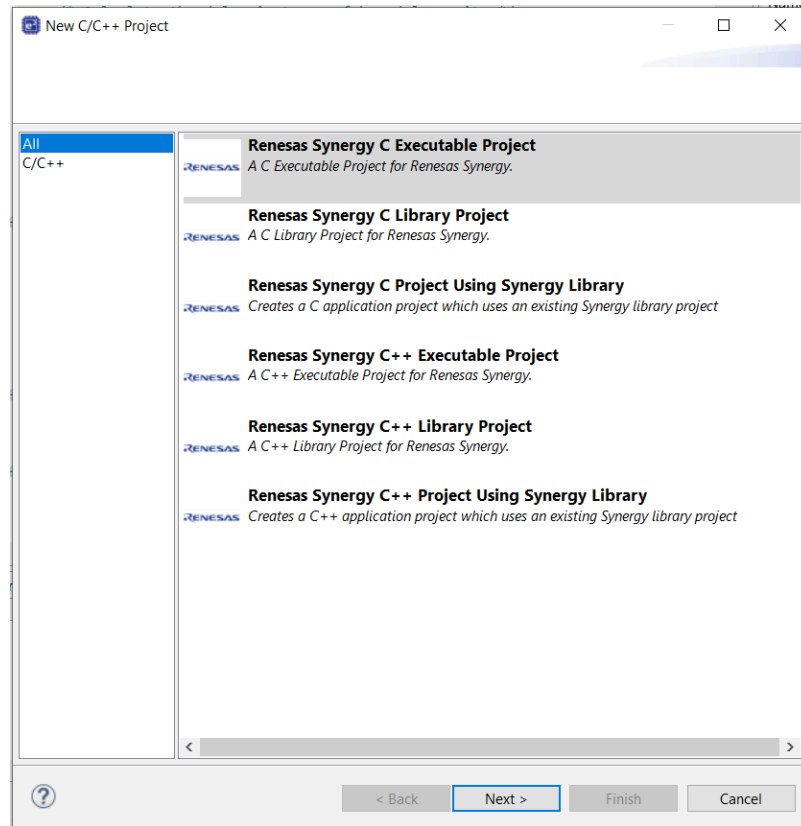 New C/C++ Project
All
C/C++
RENESAS
Renesas Synergy C Executable Project
A C Executable Project for Renesas Synergy.
RENESAS
Renesas Synergy C Library Project
A C Library Project for Renesas Synergy.
RENESAS
Renesas Synergy C Project Using Synergy Library
Creates a C application project which uses an existing Synergy library project
RENESAS
Renesas Synergy C++ Executable Project
A C++ Executable Project for Renesas Synergy.
RENESAS
Renesas Synergy C++ Library Project
A C++ Library Project for Renesas Synergy.
RENESAS
Renesas Synergy C++ Project Using Synergy Library
Creates a C++ application project which uses an existing Synergy library project
?
< Back
Next >
Finish
Cancel